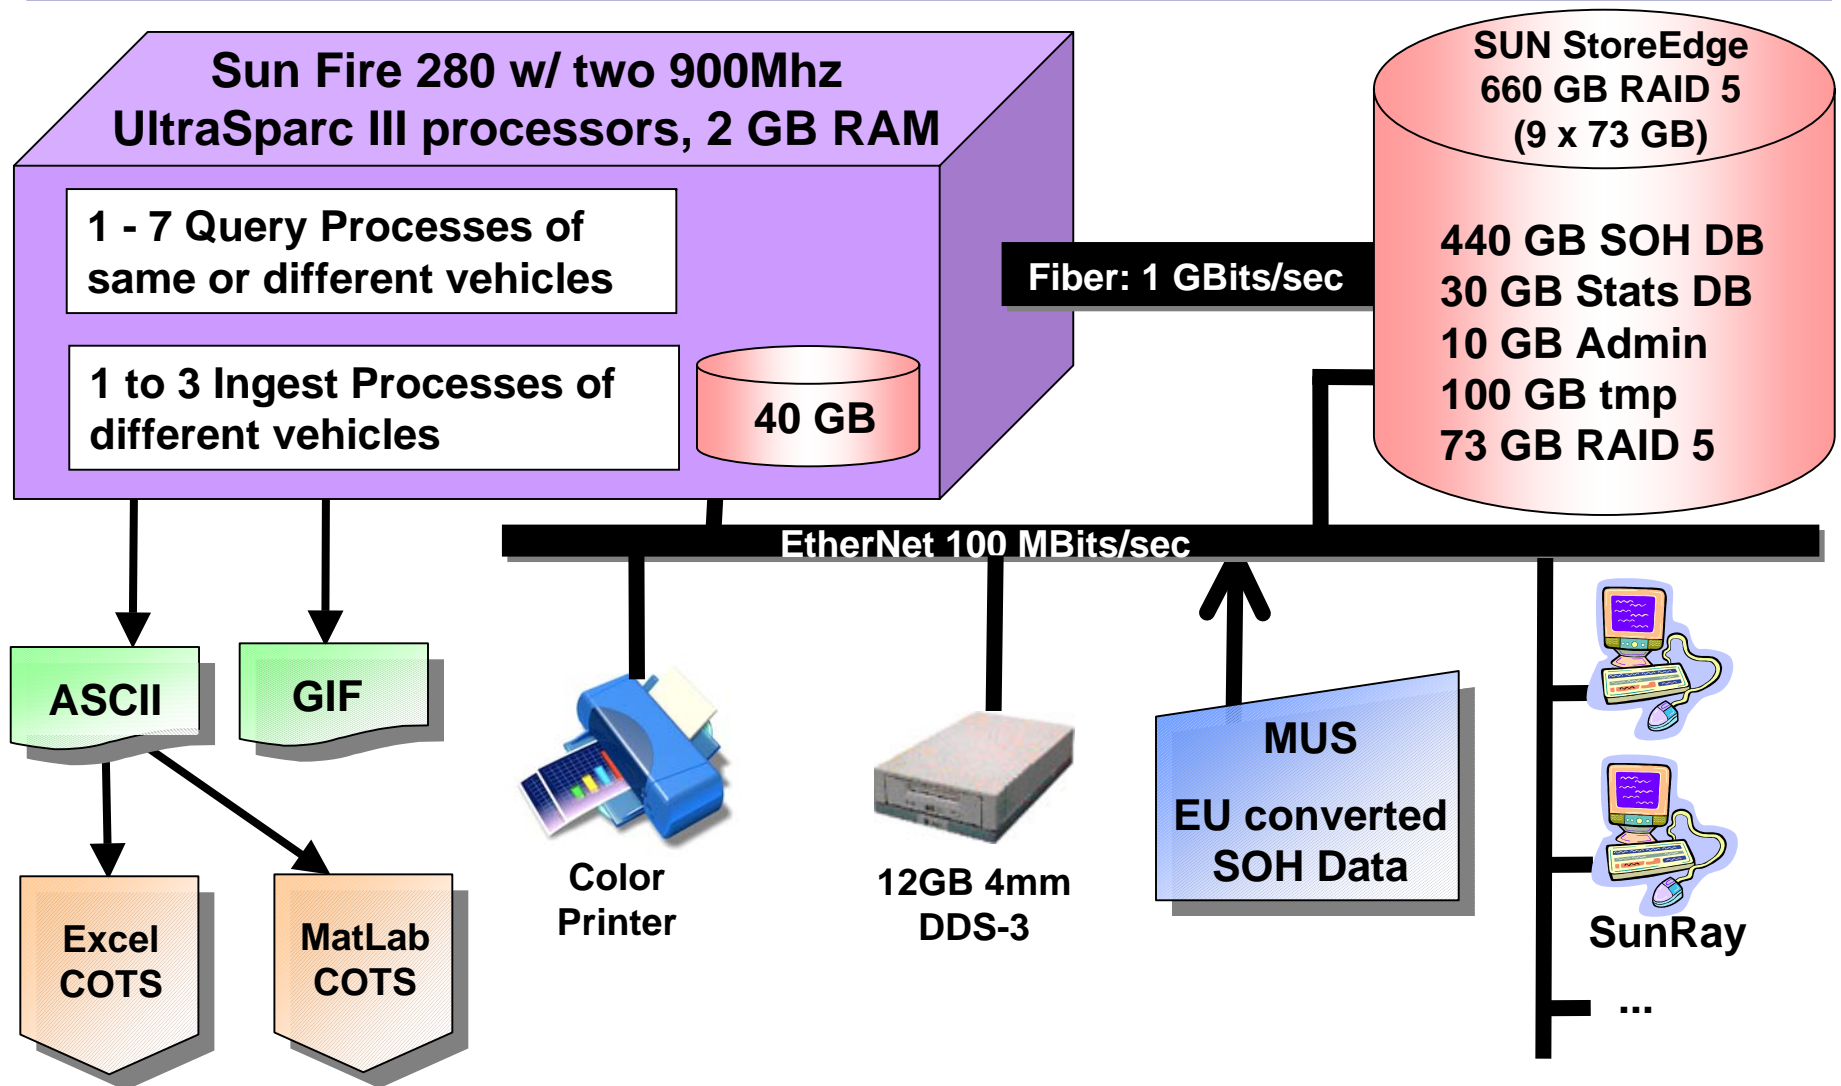 Sun Fire 280 w/ two 900Mhz
UltraSparc III processors, 2 GB RAM
1 - 7 Query Processes of
same or different vehicles
1 to 3 Ingest Processes of
different vehicles
40 GB
Fiber: 1 GBits/sec
SUN StoreEdge
660 GB RAID 5
(9 x 73 GB)
440 GB SOH DB
30 GB Stats DB
10 GB Admin
100 GB tmp
73 GB RAID 5
EtherNet 100 MBits/sec
ASCII
GIF
Excel
COTS
MatLab
COTS
Color
Printer
12GB 4mm
DDS-3
MUS
EU converted
SOH Data
SunRay
...